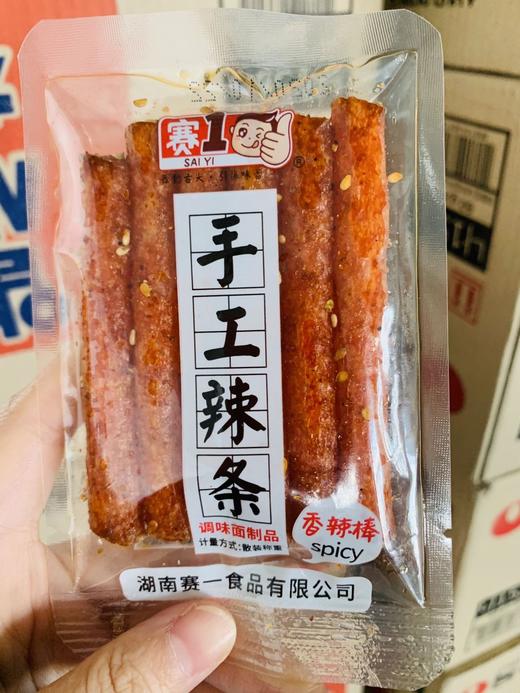 赛1
SAI YI
®
手工辣条
调味面制品
计量方式:散装称重
香辣棒
spicy
湖南赛一食品有限公司